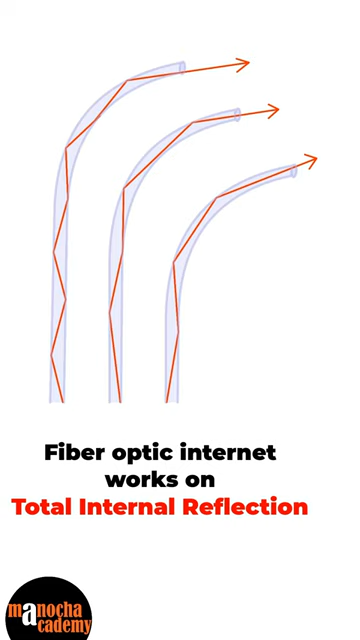 Fiber optic internet
works on
Total Internal Reflection
manocha
academy